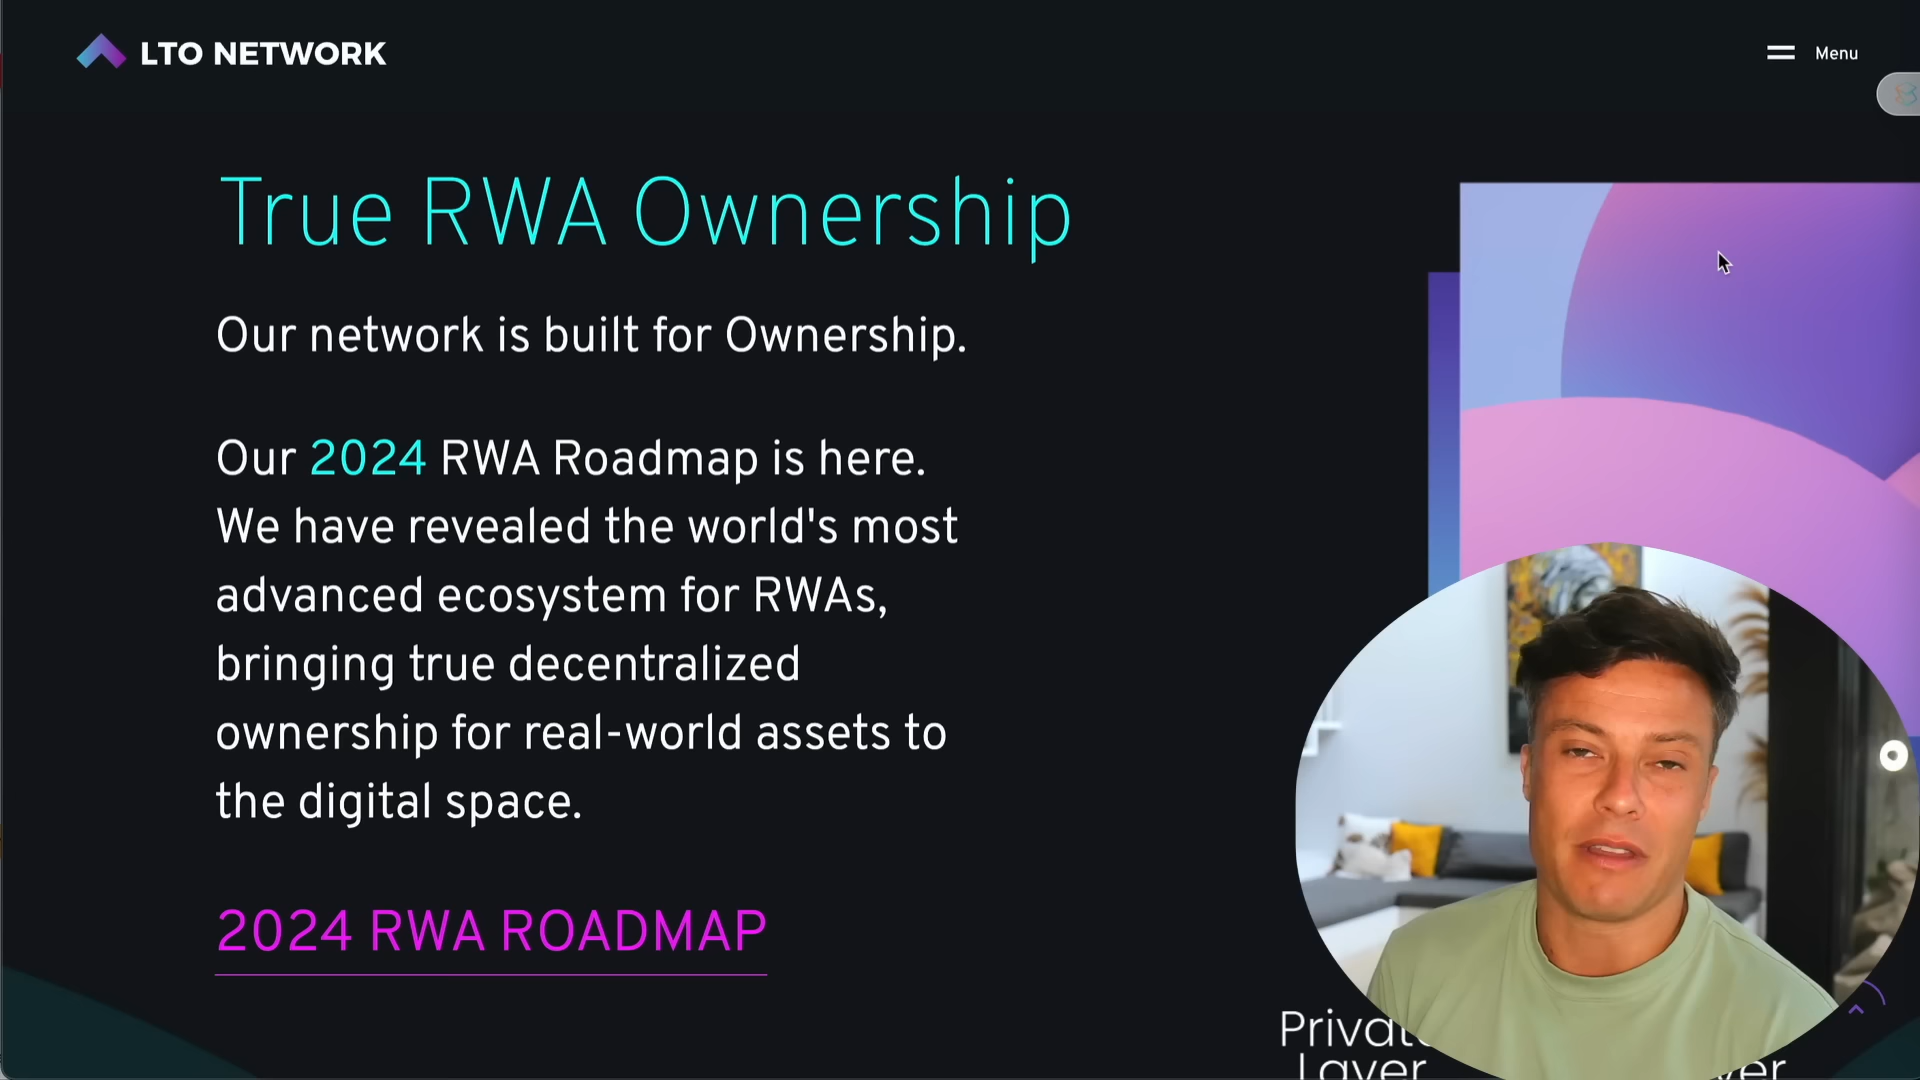 LTO NETWORK
Menu
True RWA Ownership
Our network is built for Ownership.
Our 2024 RWA Roadmap is here.
We have revealed the world's most
advanced ecosystem for RWAs,
bringing true decentralized
ownership for real-world assets to
the digital space.
2024 RWA ROADMAP
Layer